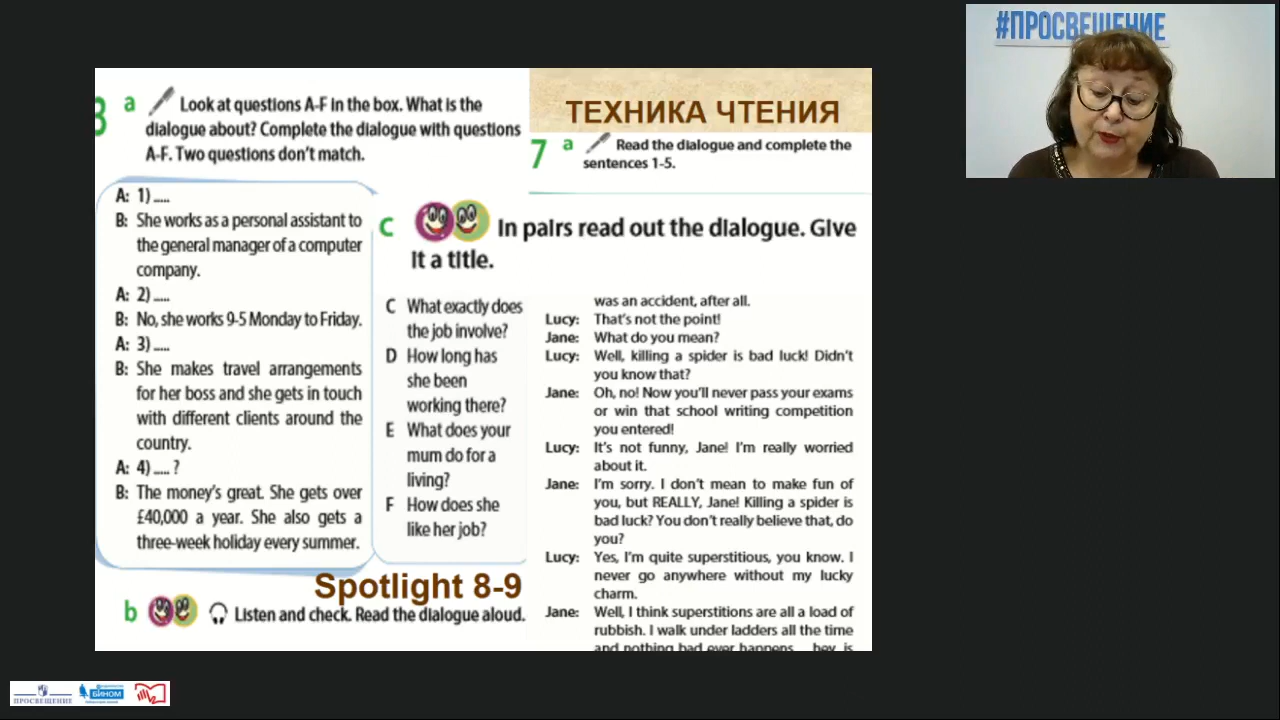 #ПРОСВЕЩЕНИЕ
8 a Look at questions A-F in the box. What is the
dialogue about? Complete the dialogue with questions
A-F. Two questions don't match.
A: 1) .....
B: She works as a personal assistant to
the general manager of a computer
company.
A: 2) .....
B: No, she works 9-5 Monday to Friday.
A: 3) .....
B: She makes travel arrangements
for her boss and she gets in touch
with different clients around the
country.
A: 4) ..... ?
B: The money's great. She gets over
£40,000 a year. She also gets a
three-week holiday every summer.
C What exactly does
the job involve?
D How long has
she been
working there?
E What does your
mum do for a
living?
F How does she
like her job?
Spotlight 8-9
b Listen and check. Read the dialogue aloud.
ТЕХНИКА ЧТЕНИЯ
7 a Read the dialogue and complete the
sentences 1-5.
C In pairs read out the dialogue. Give
it a title.
was an accident, after all.
Lucy: That's not the point!
Jane: What do you mean?
Lucy: Well, killing a spider is bad luck! Didn't
you know that?
Jane: Oh, no! Now you'll never pass your exams
or win that school writing competition
you entered!
Lucy: It's not funny, Jane! I'm really worried
about it.
Jane: I'm sorry. I don't mean to make fun of
you, but REALLY, Jane! Killing a spider is
bad luck? You don't really believe that, do
you?
Lucy: Yes, I'm quite superstitious, you know. I
never go anywhere without my lucky
charm.
Jane: Well, I think superstitions are all a load of
rubbish. I walk under ladders all the time
and nothing bad ever happens... hey, is
ПРОСВЕЩЕНИЕ
БИНОМ